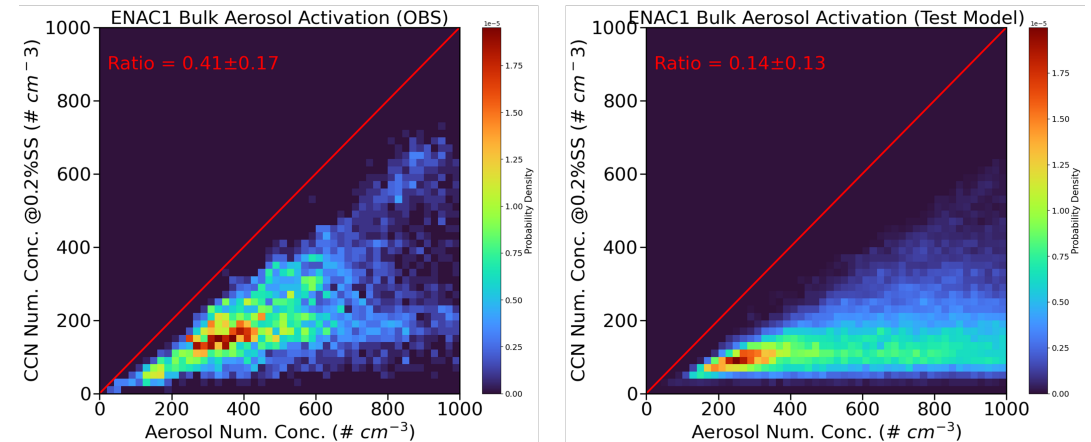 ENAC1 Bulk Aerosol Activation (OBS)
Ratio = 0.41±0.17
CCN Num. Conc. @0.2%SS (# cm⁻3)
1000
800
600
400
200
0
0 200 400 600 800 1000
Aerosol Num. Conc. (# cm⁻³)
1e−5
1.75
1.50
1.25
1.00
0.75
0.50
0.25
0.00
Probability Density
ENAC1 Bulk Aerosol Activation (Test Model)
Ratio = 0.14±0.13
CCN Num. Conc. @0.2%SS (# cm⁻3)
1000
800
600
400
200
0
0 200 400 600 800 1000
Aerosol Num. Conc. (# cm⁻³)
1e−5
1.75
1.50
1.25
1.00
0.75
0.50
0.25
0.00
Probability Density